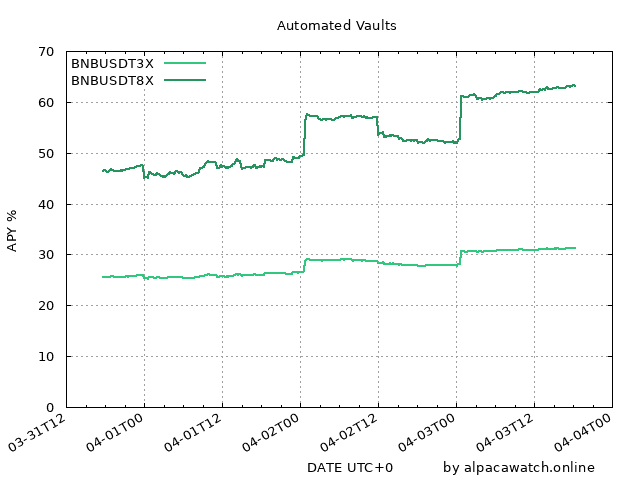 Automated Vaults
BNBUSDT3X
BNBUSDT8X
APY %
70
60
50
40
30
20
10
0
03-31T12
04-01T00
04-01T12
04-02T00
04-02T12
04-03T00
04-03T12
04-04T00
DATE UTC+0
by alpacawatch.online